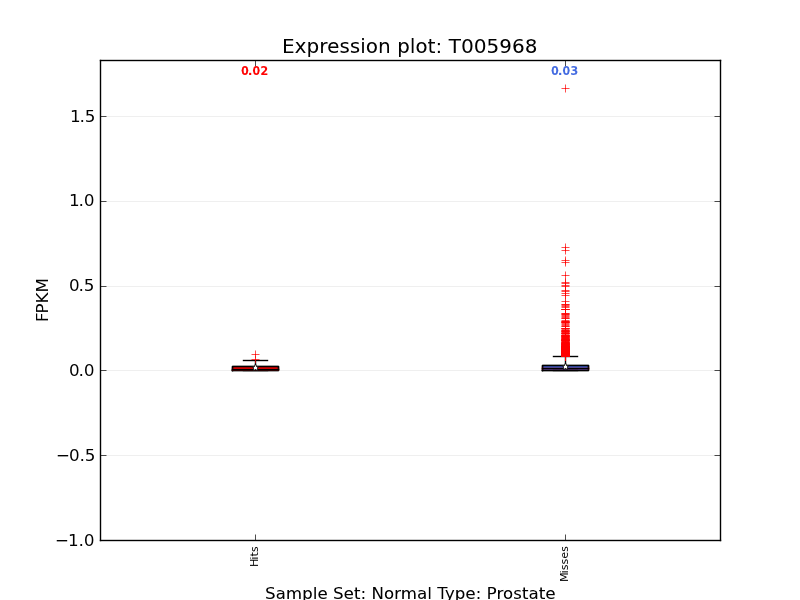 Expression plot: T005968
0.02
0.03
1.5
1.0
0.5
0.0
−0.5
−1.0
FPKM
Hits
Misses
Sample Set: Normal Type: Prostate